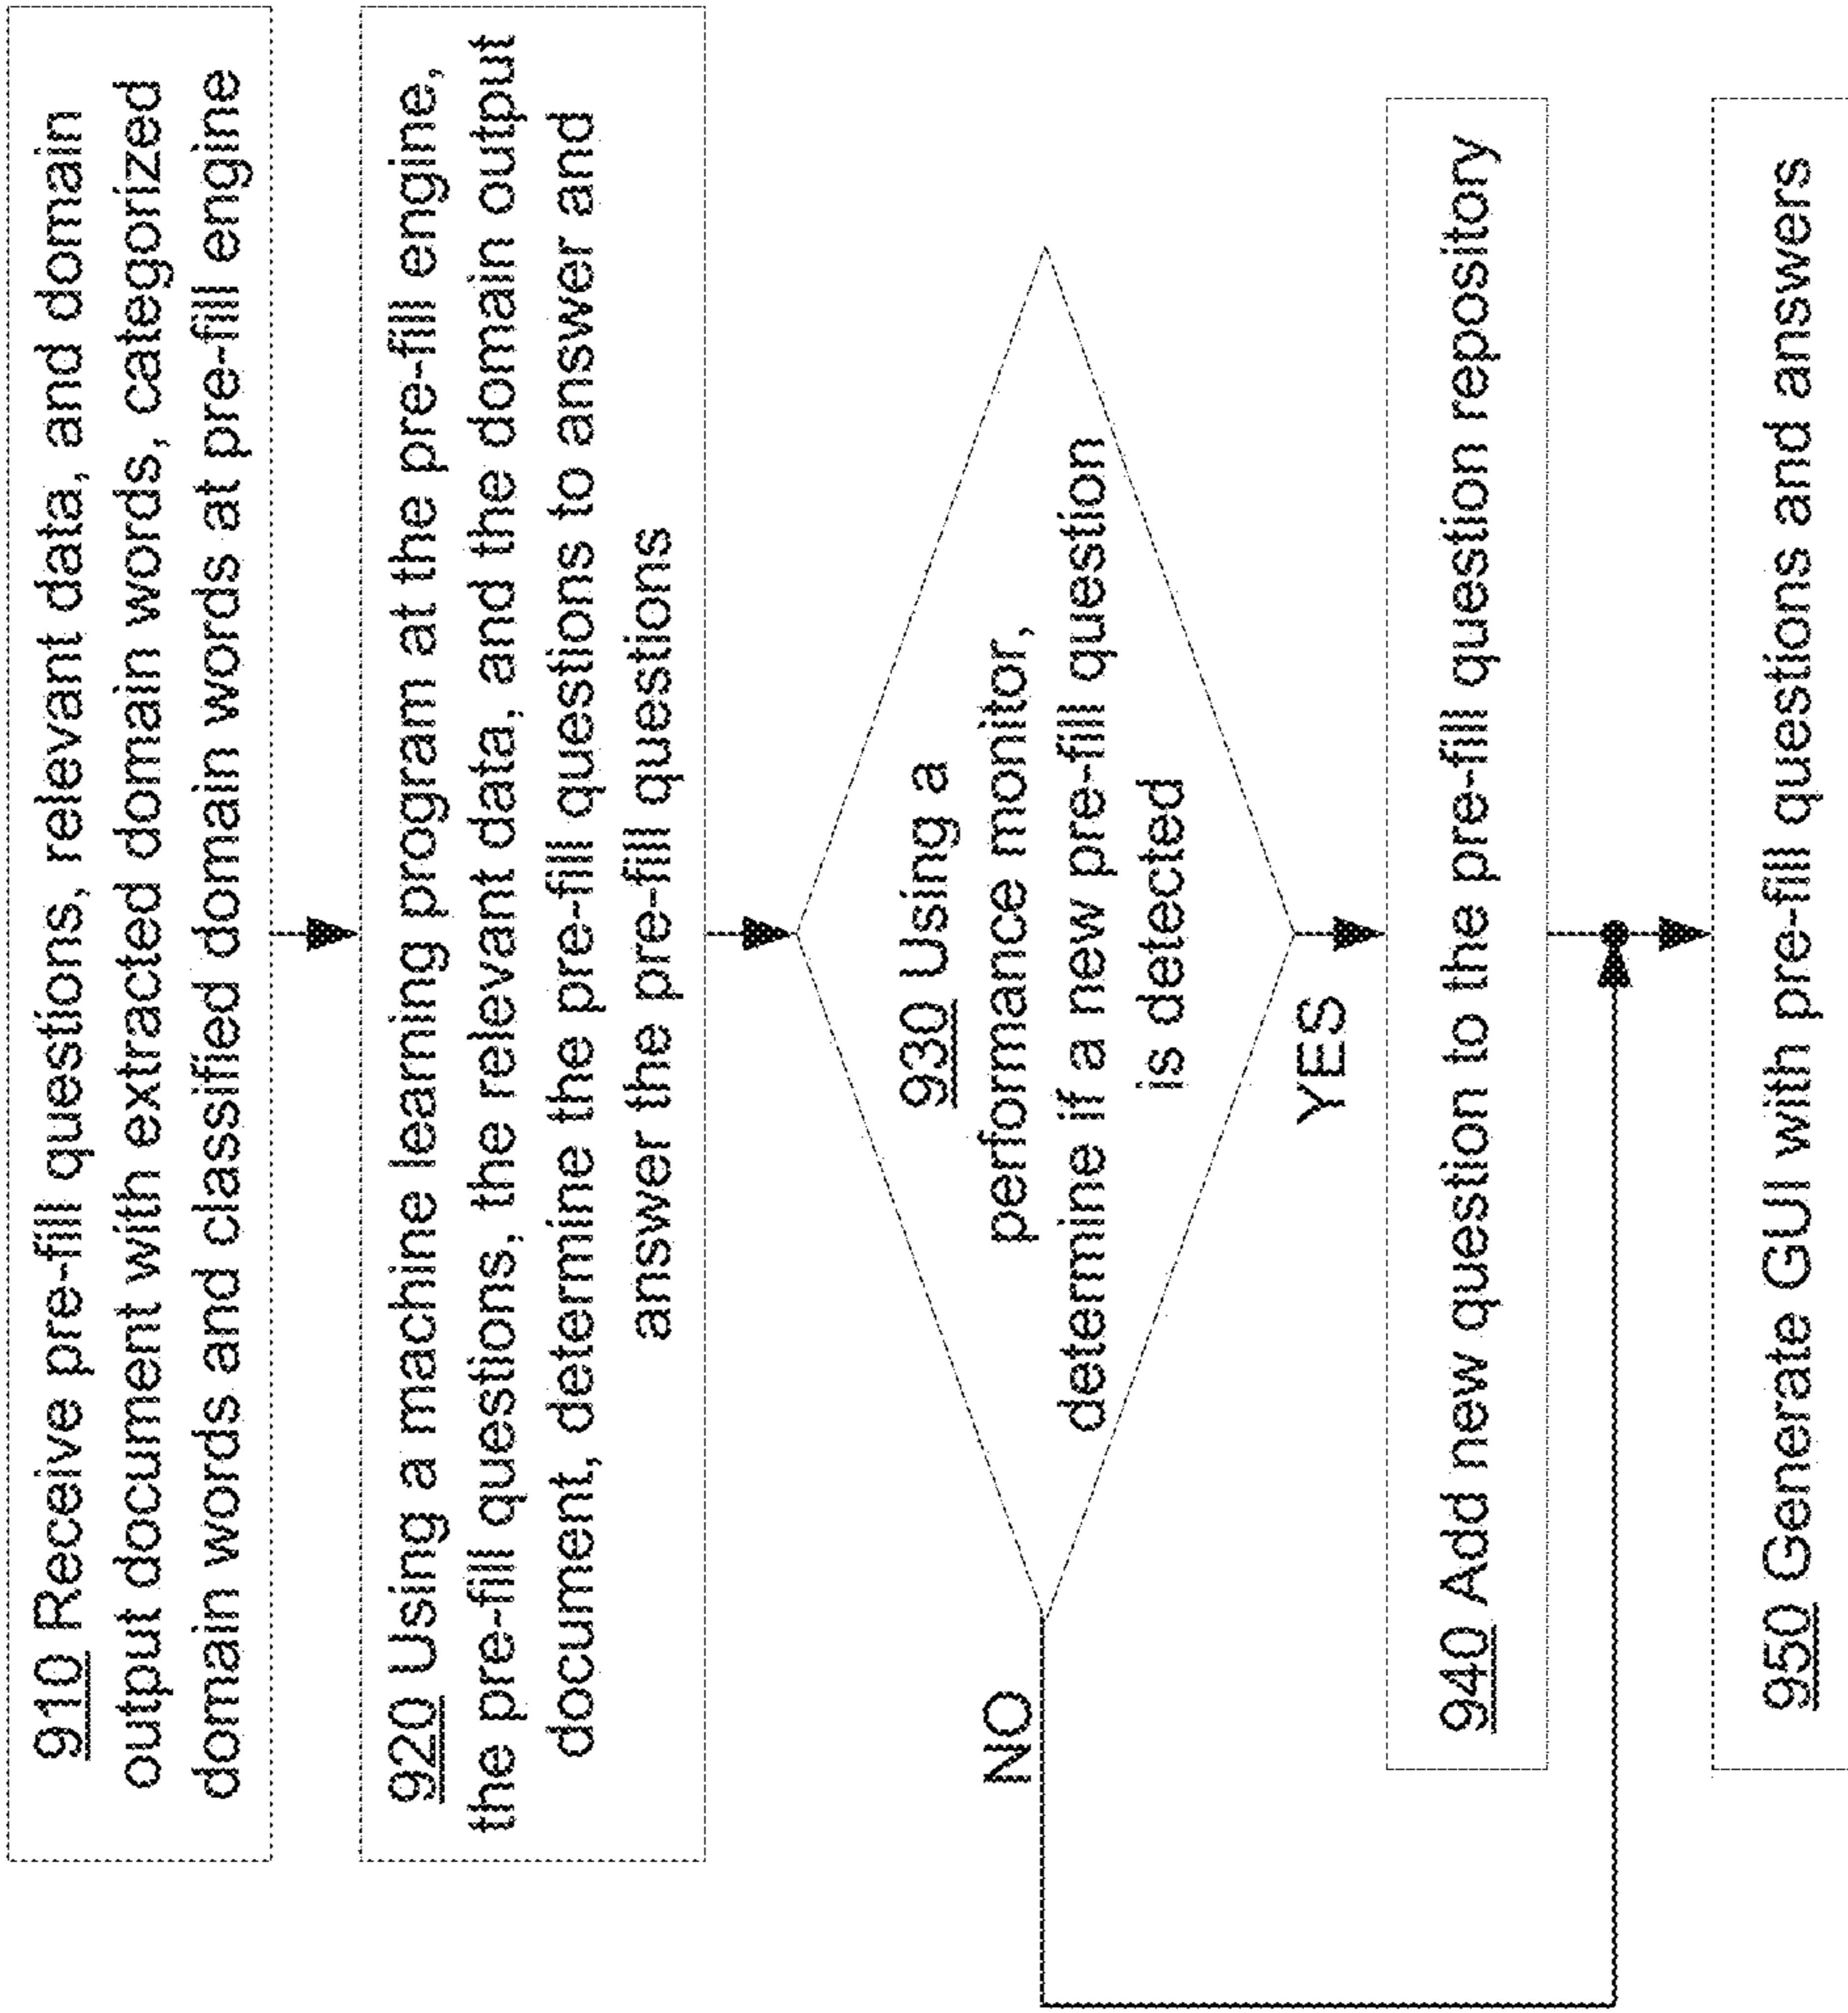 910 Receive pre-fill questions, relevant data, and domain
output document with extracted domain words, categorized
domain words and classified domain words at pre-fill engine
920 Using a machine learning program at the pre-fill engine,
the pre-fill questions, the relevant data, and the domain output
document, determine the pre-fill questions to answer and
answer the pre-fill questions
930 Using a
performance monitor,
determine if a new pre-fill question
is detected
NO
YES
940 Add new question to the pre-fill question repository
950 Generate GUI with pre-fill questions and answers